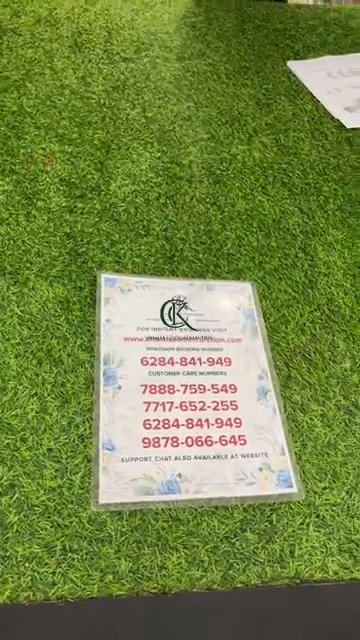 FOR INSTANT BOOKINGS VISIT
WHATSAPP BOOKING NUMBER
6284-841-949
CUSTOMER CARE NUMBERS
7888-759-549
7717-652-255
6284-841-949
9878-066-645
SUPPORT CHAT ALSO AVAILABLE AT WEBSITE